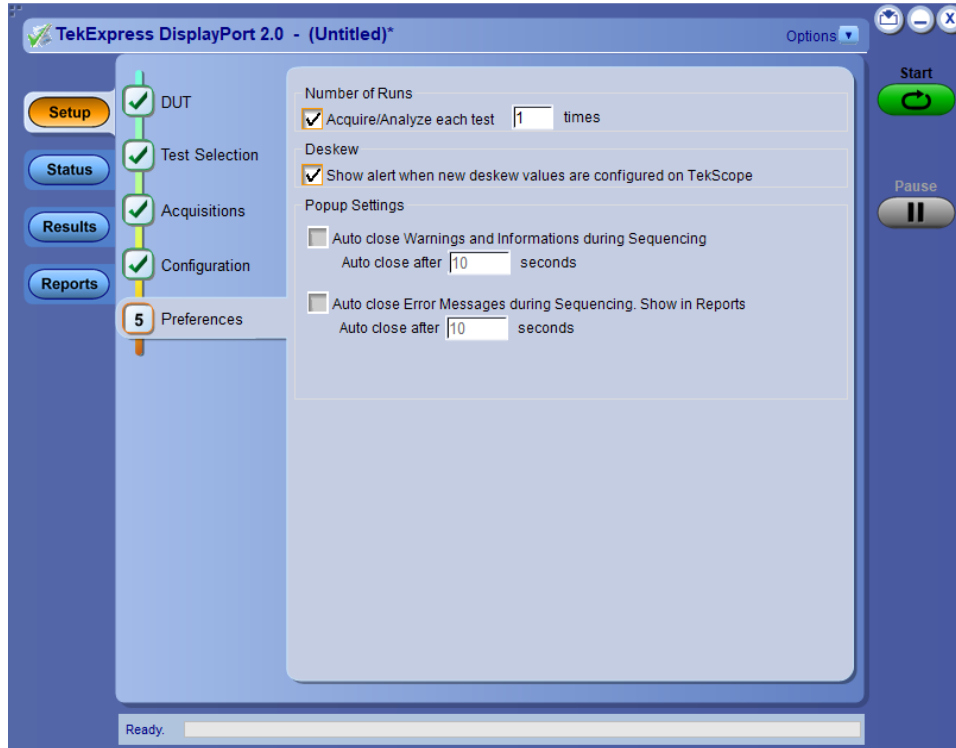 TekExpress DisplayPort 2.0 - (Untitled)*
Options
Start
Pause
Setup
Status
Results
Reports
DUT
Test Selection
Acquisitions
Configuration
5 Preferences
Number of Runs
Acquire/Analyze each test 1 times
Deskew
Show alert when new deskew values are configured on TekScope
Popup Settings
Auto close Warnings and Informations during Sequencing
Auto close after 10 seconds
Auto close Error Messages during Sequencing. Show in Reports
Auto close after 10 seconds
Ready.